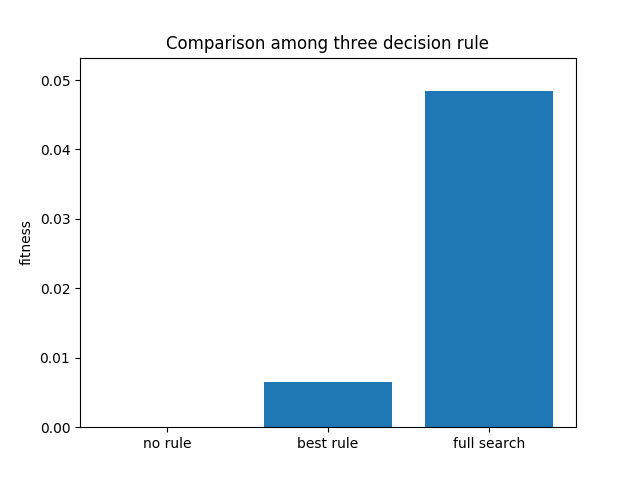 Comparison among three decision rule
0.05
0.04
0.03
0.02
0.01
0.00
fitness
no rule
best rule
full search